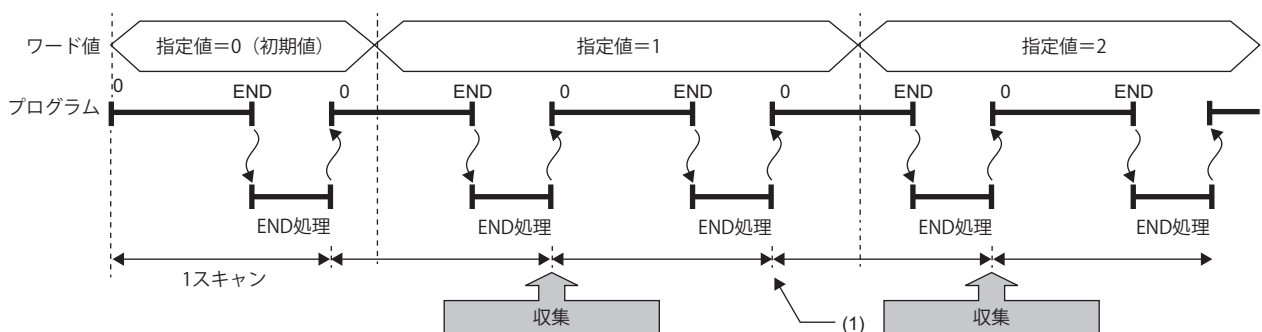 ワード値 指定値=0（初期値） 指定値=1 指定値=2
プログラム 0 END 0 END 0 END 0 END 0 END
END処理 END処理 END処理 END処理 END処理
1スキャン
収集 (1) 収集